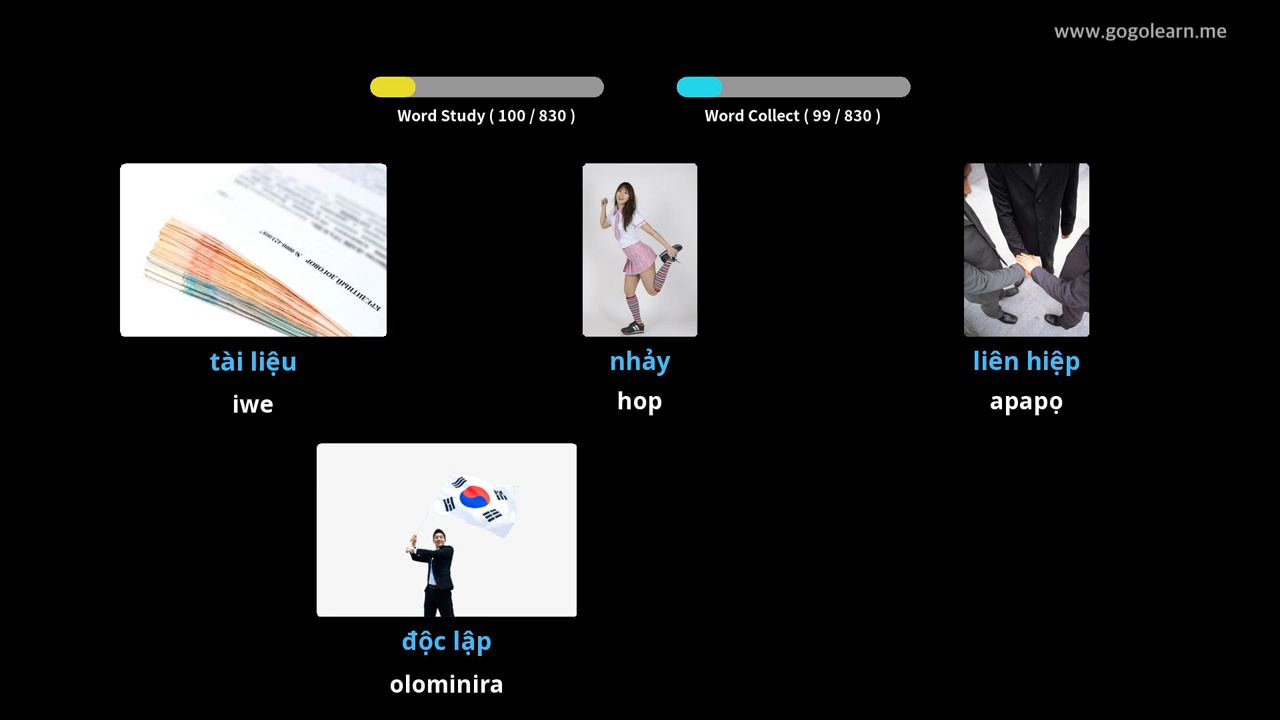 www.gogolearn.me
Word Study ( 100 / 830 )
Word Collect ( 99 / 830 )
tài liệu
iwe
nhảy
hop
liên hiệp
apapọ
độc lập
olominira